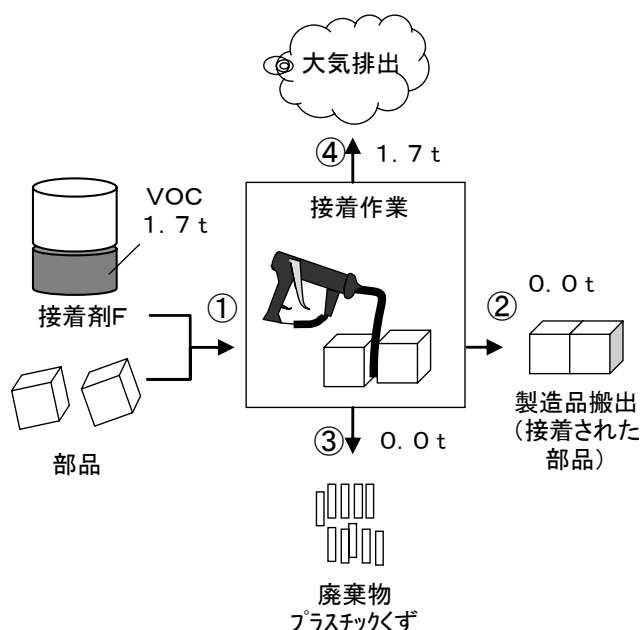 大気排出
④ 1.7t
VOC
1.7t
接着作業
接着剤F
①
② 0.0t
部品
製造品搬出
(接着された
部品)
③ 0.0t
廃棄物
プラスチックくず